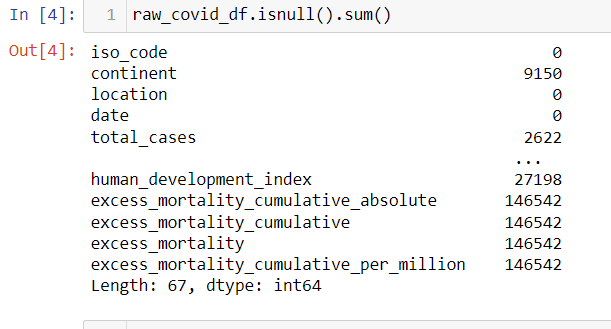 In [4]: 1 raw_covid_df.isnull().sum()
Out[4]: iso_code 0
continent 9150
location 0
date 0
total_cases 2622
...
human_development_index 27198
excess_mortality_cumulative_absolute 146542
excess_mortality_cumulative 146542
excess_mortality 146542
excess_mortality_cumulative_per_million 146542
Length: 67, dtype: int64